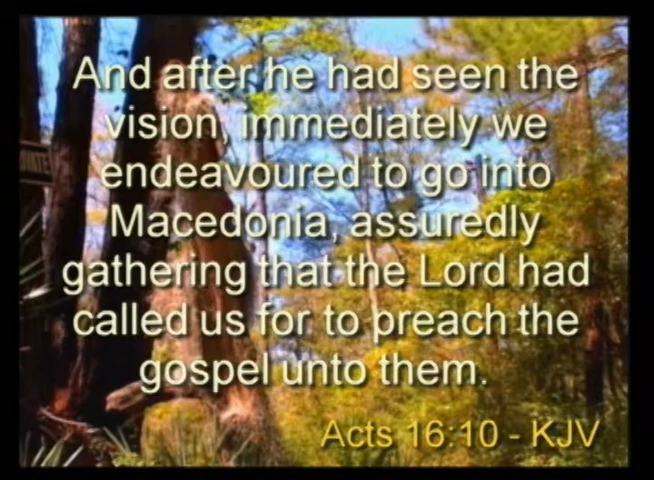 And after he had seen the
vision, immediately we
endeavoured to go into
Macedonia, assuredly
gathering that the Lord had
called us for to preach the
gospel unto them.
Acts 16:10 - KJV